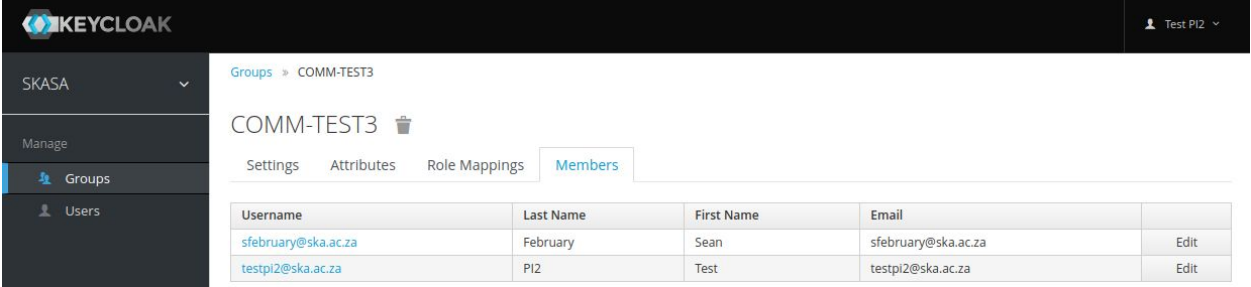 KEYCLOAK
Test PI2
SKASA
Manage
Groups
Users
Groups » COMM-TEST3
COMM-TEST3
Settings Attributes Role Mappings Members
Username Last Name First Name Email
sfebruary@ska.ac.za February Sean sfebruary@ska.ac.za Edit
testpi2@ska.ac.za PI2 Test testpi2@ska.ac.za Edit